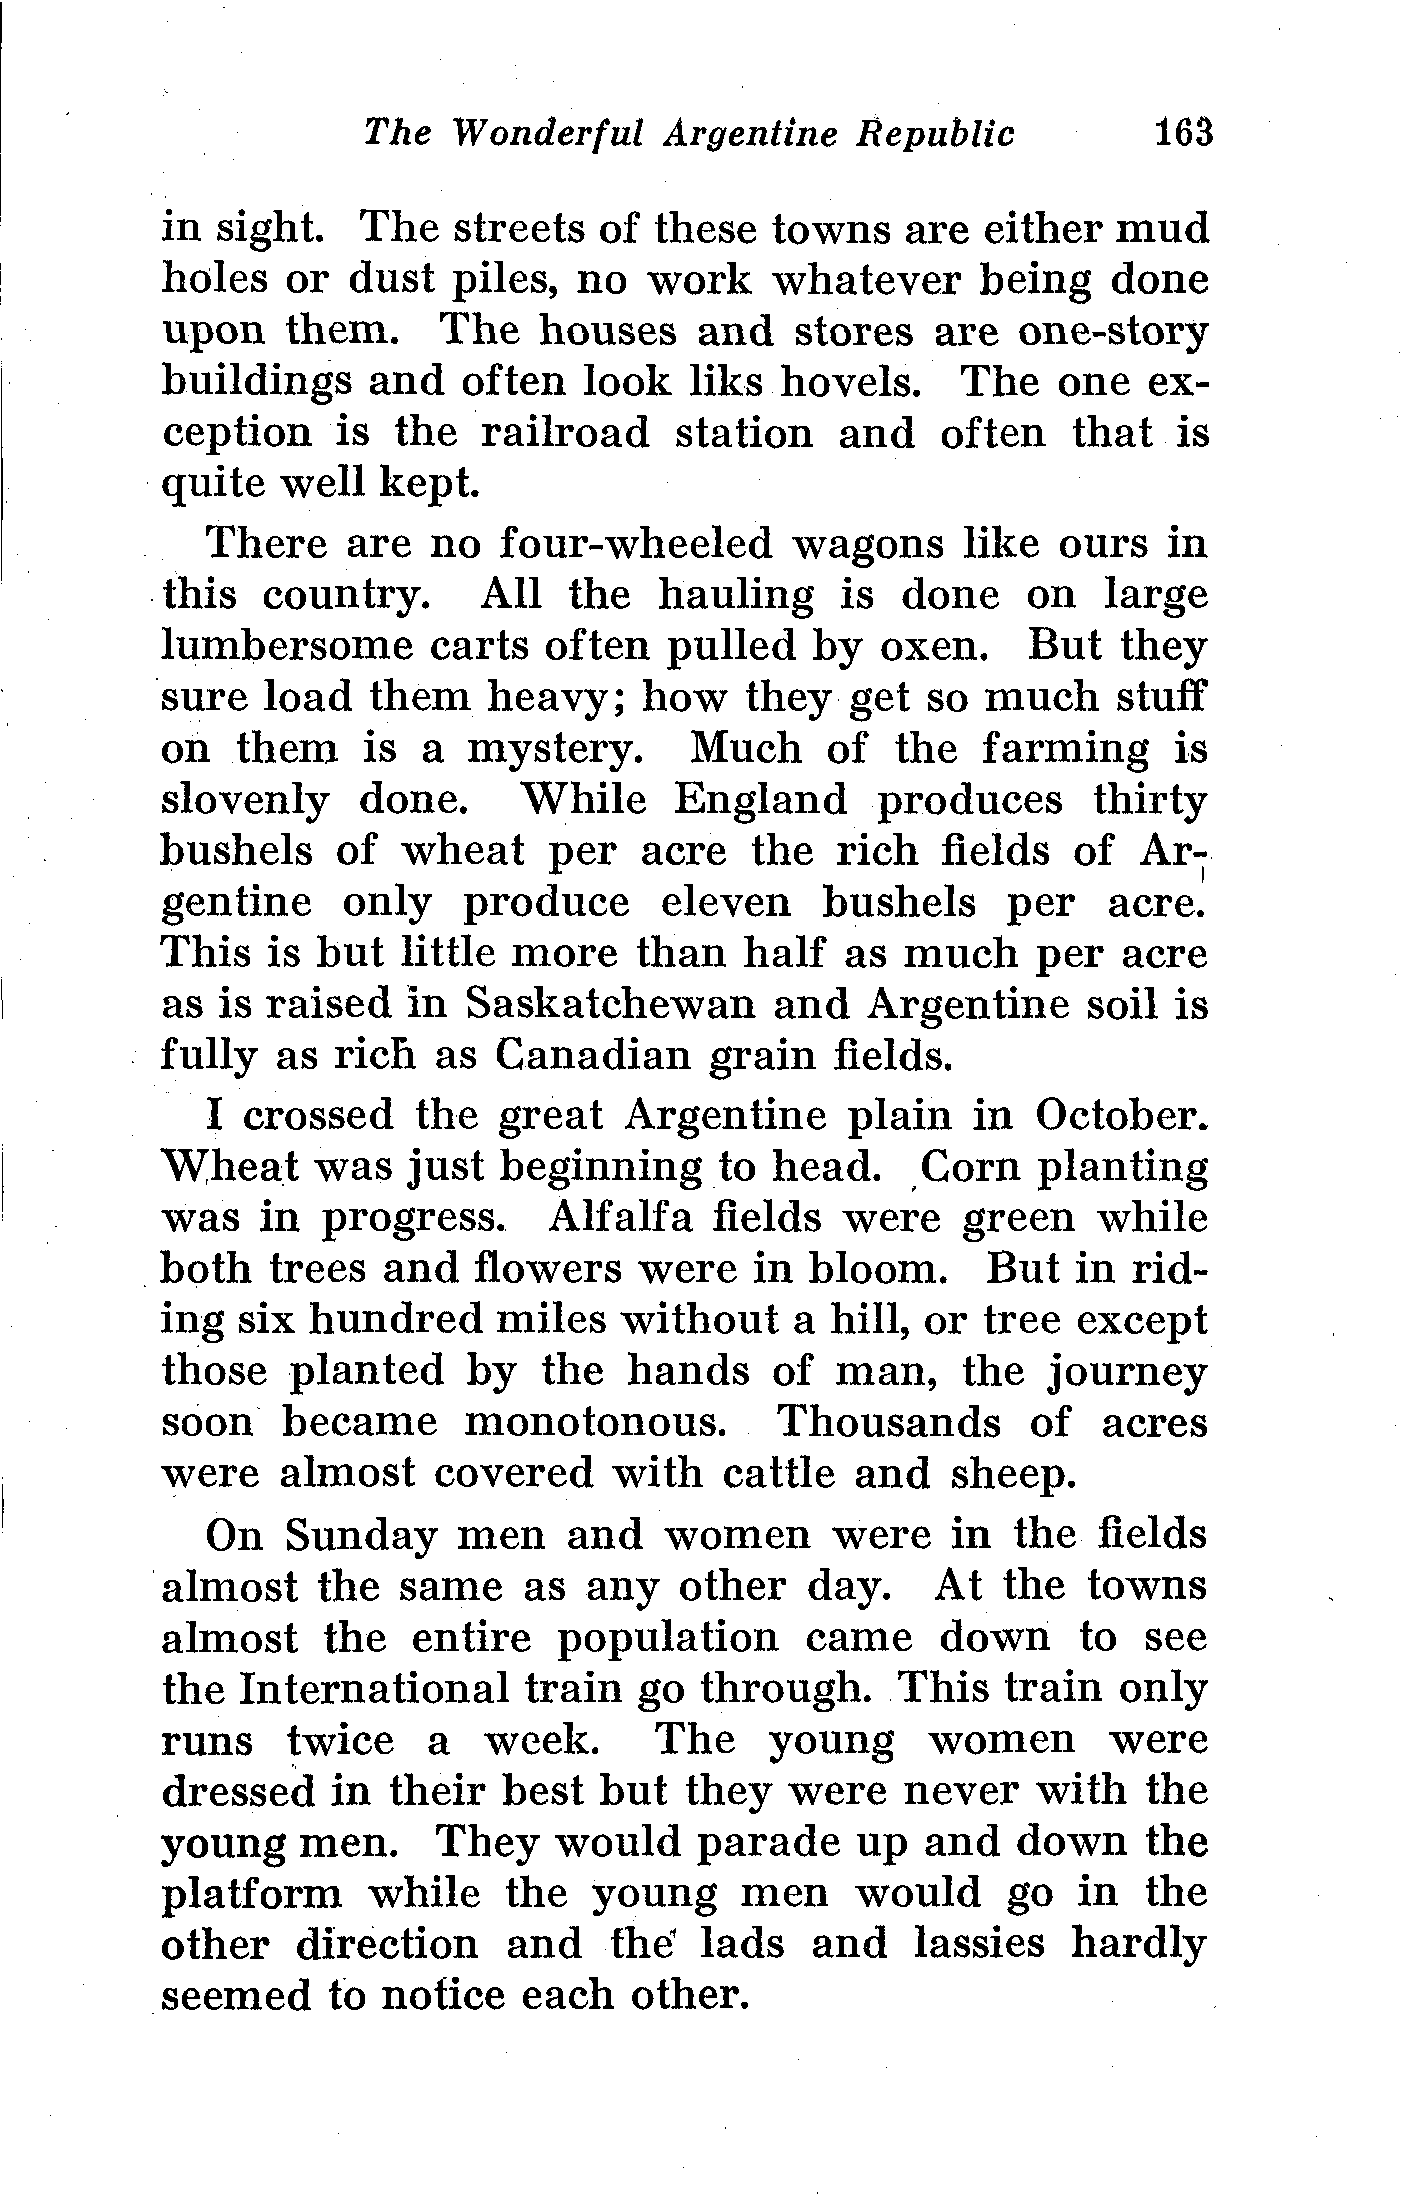 The Wonderful Argentine Republic 163
in sight. The streets of these towns are either mud
holes or dust piles, no work whatever being done
upon them. The houses and stores are one-story
buildings and often look liks hovels. The one ex-
ception is the railroad station and often that is
quite well kept.
There are no four-wheeled wagons like ours in
this country. All the hauling is done on large
lumbersome carts often pulled by oxen. But they
sure load them heavy; how they get so much stuff
on them is a mystery. Much of the farming is
slovenly done. While England produces thirty
bushels of wheat per acre the rich fields of Ar-
gentine only produce eleven bushels per acre.
This is but little more than half as much per acre
as is raised in Saskatchewan and Argentine soil is
fully as rich as Canadian grain fields.
I crossed the great Argentine plain in October.
Wheat was just beginning to head. Corn planting
was in progress. Alfalfa fields were green while
both trees and flowers were in bloom. But in rid-
ing six hundred miles without a hill, or tree except
those planted by the hands of man, the journey
soon became monotonous. Thousands of acres
were almost covered with cattle and sheep.
On Sunday men and women were in the fields
almost the same as any other day. At the towns
almost the entire population came down to see
the International train go through. This train only
runs twice a week. The young women were
dressed in their best but they were never with the
young men. They would parade up and down the
platform while the young men would go in the
other direction and the lads and lassies hardly
seemed to notice each other.